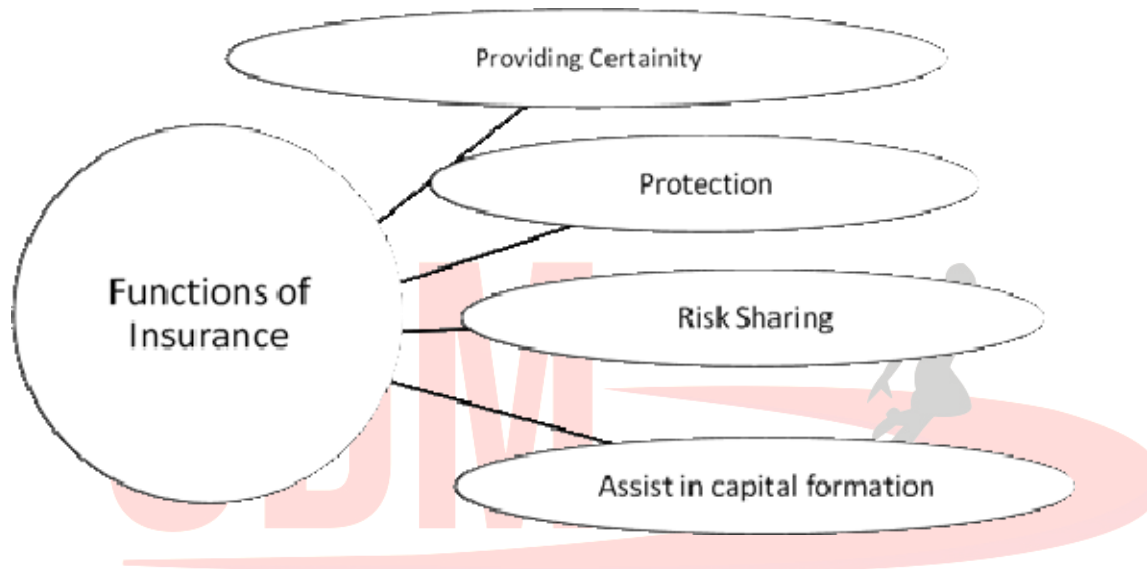 Providing Certainity
Protection
Functions of
Insurance
Risk Sharing
Assist in capital formation